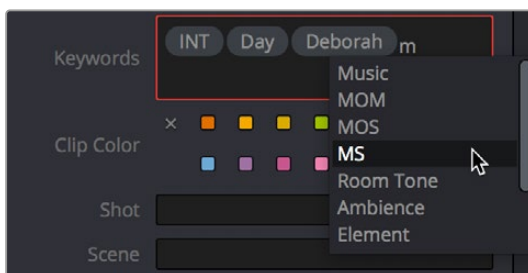 Keywords INT Day Deborah m
Music
MOM
MOS
Clip Color
MS
Room Tone
Shot
Ambience
Element
Scene